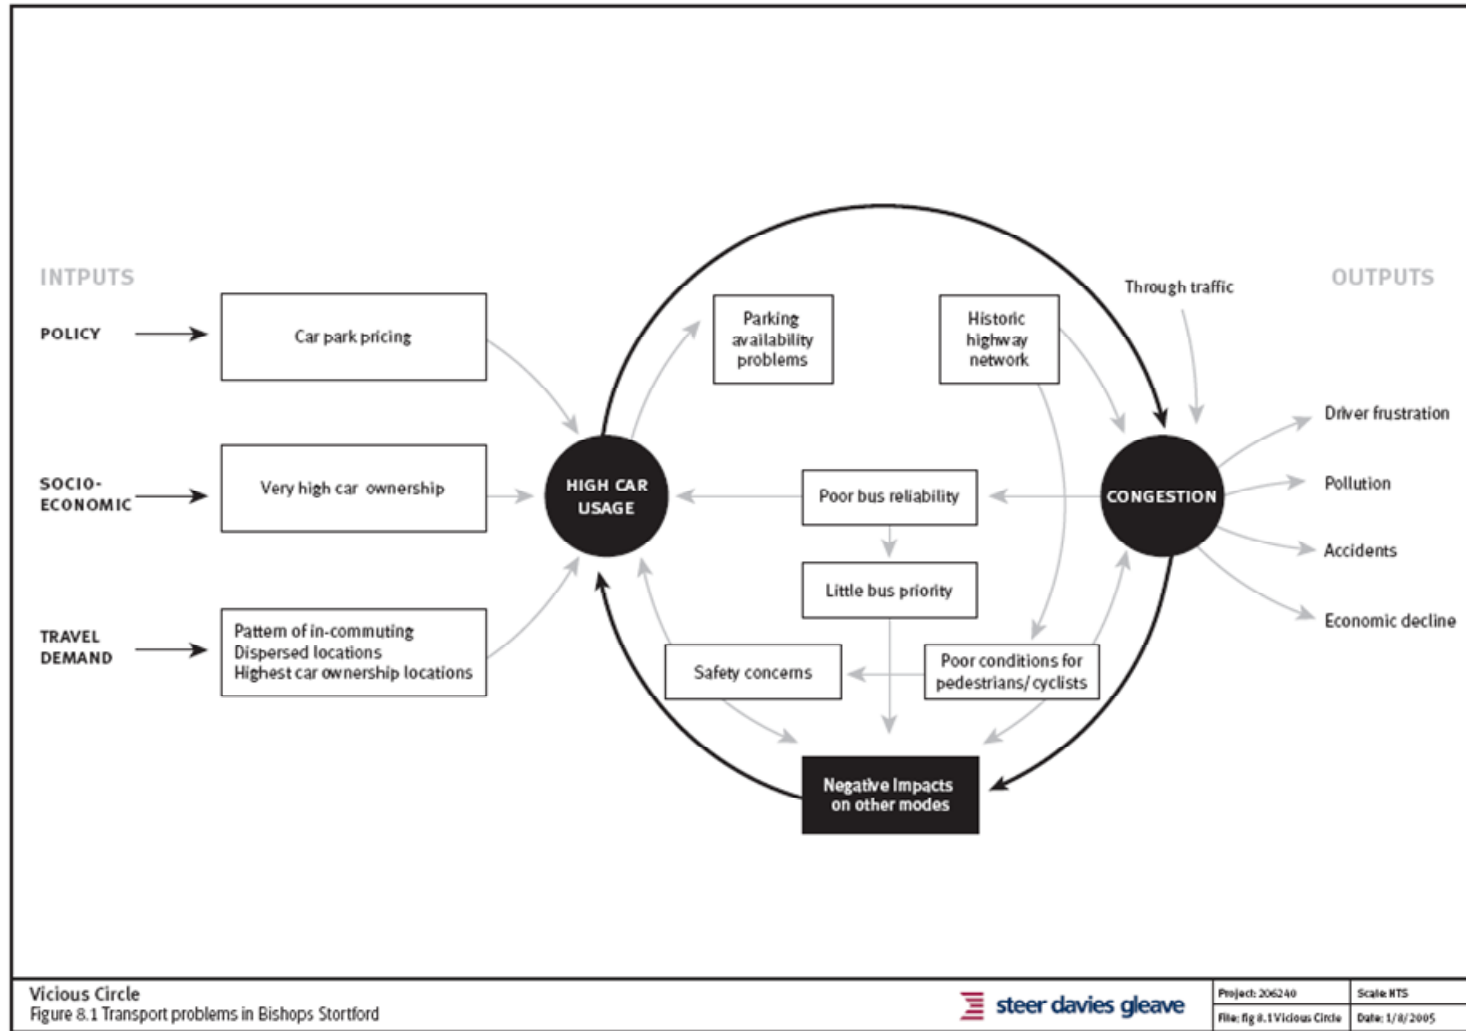 INTPUTS
OUTPUTS
POLICY
Car park pricing
Parking
availability
problems
Historic
highway
network
Through traffic
SOCIO-
ECONOMIC
Very high car ownership
HIGH CAR
USAGE
Poor bus reliability
CONGESTION
Driver frustration
Pollution
Accidents
Economic decline
Little bus priority
TRAVEL
DEMAND
Pattern of in-commuting
Dispersed locations
Highest car ownership locations
Safety concerns
Poor conditions for
pedestrians/cyclists
Negative Impacts
on other modes
Vicious Circle
Figure 8.1 Transport problems in Bishops Stortford
steer davies gleave
Project: 206240
Scale: NTS
File: fig 8.1 Vicious Circle
Date: 1/8/2005